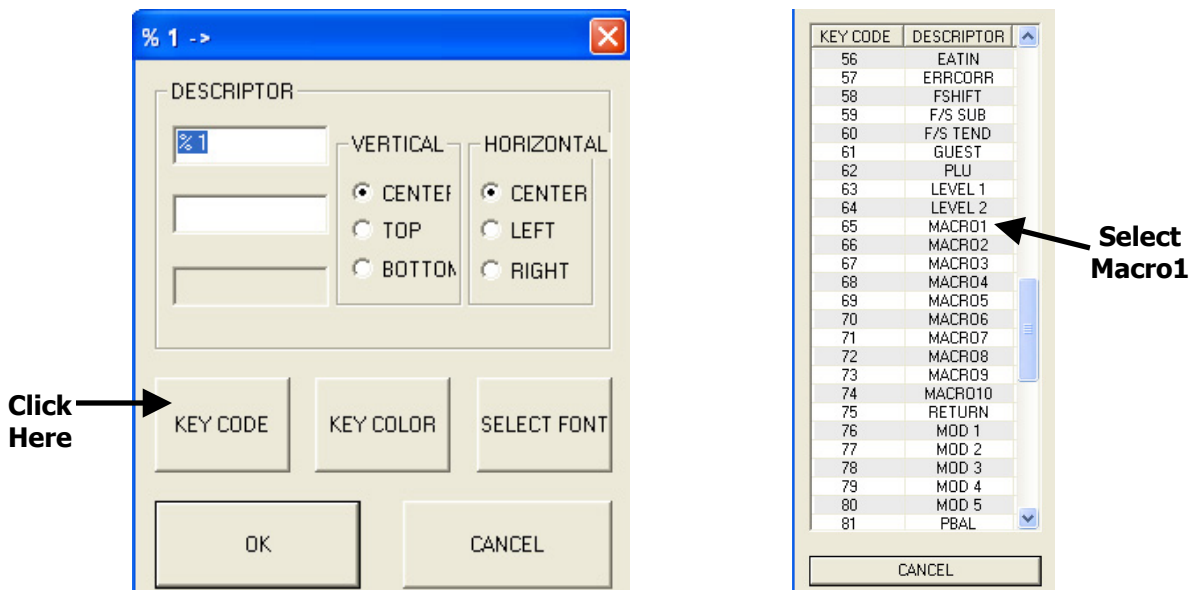 % 1 ->
DESCRIPTOR
% 1
VERTICAL
CENTEF
TOP
BOTTON
HORIZONTAL
CENTER
LEFT
RIGHT
Click
Here
KEY CODE
KEY COLOR
SELECT FONT
OK
CANCEL
KEY CODE DESCRIPTOR
56 EATIN
57 ERRCORR
58 FSHIFT
59 F/S SUB
60 F/S TEND
61 GUEST
62 PLU
63 LEVEL 1
64 LEVEL 2
65 MACRO1
66 MACRO2
67 MACRO3
68 MACRO4
69 MACRO5
70 MACRO6
71 MACRO7
72 MACRO8
73 MACRO9
74 MACRO10
75 RETURN
76 MOD 1
77 MOD 2
78 MOD 3
79 MOD 4
80 MOD 5
81 PBAL
CANCEL
Select
Macro1